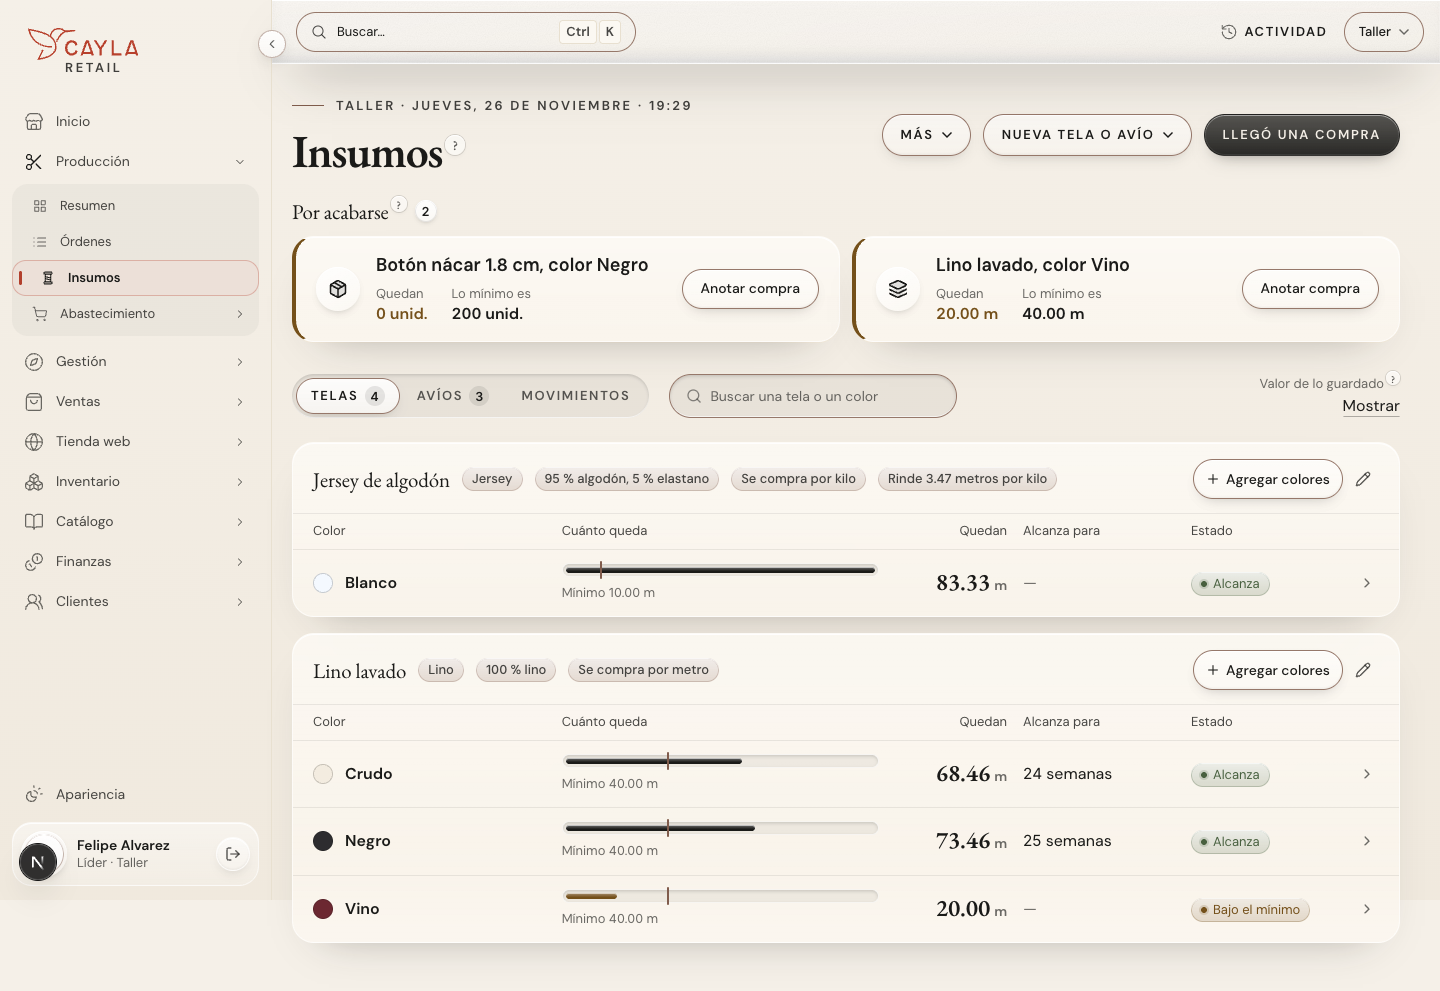 CAYLA
RETAIL
Buscar...
Ctrl K
ACTIVIDAD
Taller
Inicio
Producción
Resumen
Órdenes
Insumos
Abastecimiento
Gestión
Ventas
Tienda web
Inventario
Catálogo
Finanzas
Clientes
Apariencia
N
Felipe Alvarez
Líder · Taller
TALLER · JUEVES, 26 DE NOVIEMBRE · 19:29
Insumos ?
MÁS
NUEVA TELA O AVÍO
LLEGÓ UNA COMPRA
Por acabarse ? 2
Botón nácar 1.8 cm, color Negro
Quedan Lo mínimo es
0 unid. 200 unid.
Anotar compra
Lino lavado, color Vino
Quedan Lo mínimo es
20.00 m 40.00 m
Anotar compra
TELAS 4 AVÍOS 3 MOVIMIENTOS
Buscar una tela o un color
Valor de lo guardado ?
Mostrar
Jersey de algodón Jersey 95 % algodón, 5 % elastano Se compra por kilo Rinde 3.47 metros por kilo
Agregar colores
Color Cuánto queda Quedan Alcanza para Estado
Blanco 83.33 m — Alcanza
Mínimo 10.00 m
Lino lavado Lino 100 % lino Se compra por metro
Agregar colores
Color Cuánto queda Quedan Alcanza para Estado
Crudo 68.46 m 24 semanas Alcanza
Mínimo 40.00 m
Negro 73.46 m 25 semanas Alcanza
Mínimo 40.00 m
Vino 20.00 m — Bajo el mínimo
Mínimo 40.00 m